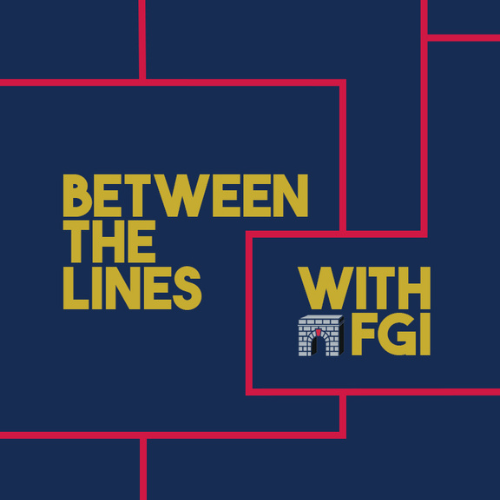 BETWEEN
THE
LINES
WITH
FGI